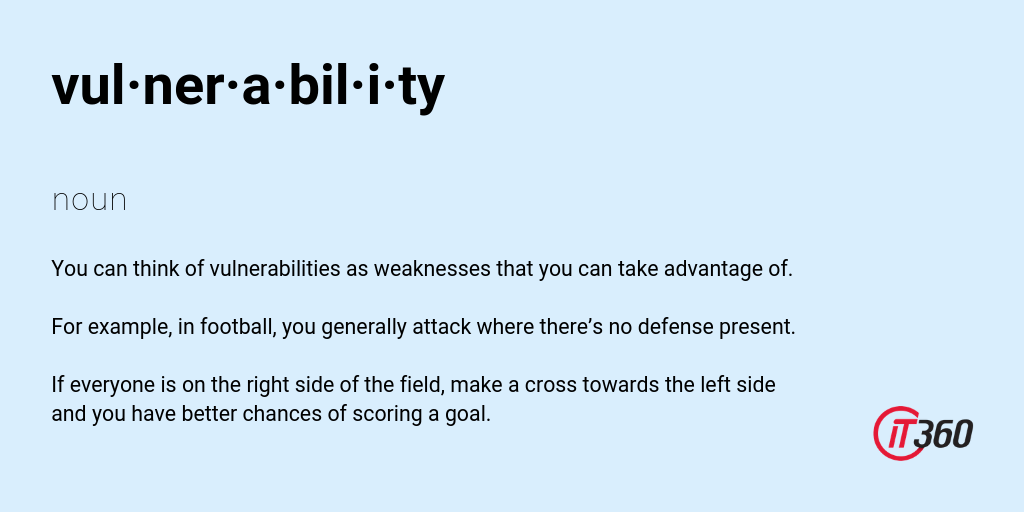 vul·ner·a·bil·i·ty
noun
You can think of vulnerabilities as weaknesses that you can take advantage of.
For example, in football, you generally attack where there’s no defense present.
If everyone is on the right side of the field, make a cross towards the left side
and you have better chances of scoring a goal.
iT360